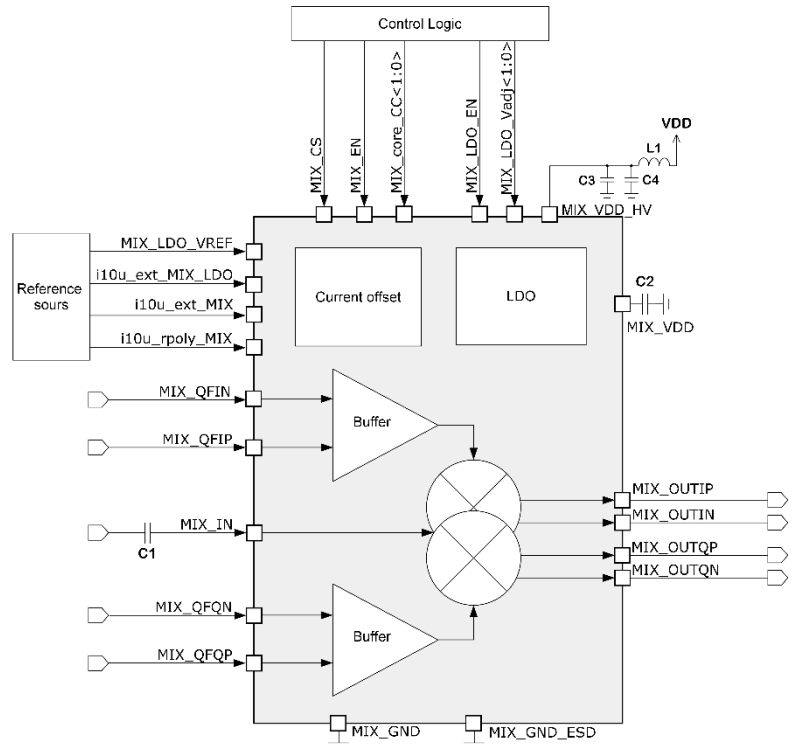 Control Logic
MIX_CS
MIX_EN
MIX_core_CC<1:0>
MIX_LDO_EN
MIX_LDO_Vadj<1:0>
VDD
L1
C3
C4
MIX_VDD_HV
Reference
sours
MIX_LDO_VREF
i10u_ext_MIX_LDO
i10u_ext_MIX
i10u_rpoly_MIX
Current offset
LDO
C2
MIX_VDD
MIX_QFIN
MIX_QFIP
Buffer
MIX_IN
C1
MIX_OUTIP
MIX_OUTIN
MIX_OUTQP
MIX_OUTQN
MIX_QFQN
MIX_QFQP
Buffer
MIX_GND
MIX_GND_ESD